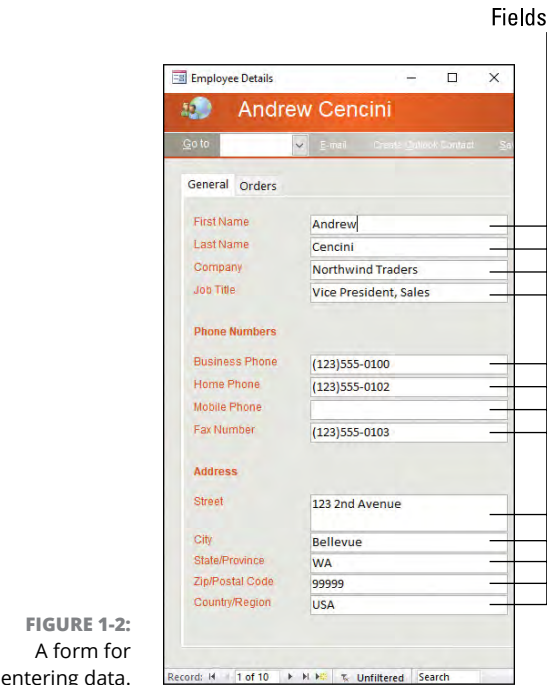 Fields
Employee Details
Andrew Cencini
Go to
E-mail
Create Outlook Contact
General Orders
First Name Andrew
Last Name Cencini
Company Northwind Traders
Job Title Vice President, Sales
Phone Numbers
Business Phone (123)555-0100
Home Phone (123)555-0102
Mobile Phone
Fax Number (123)555-0103
Address
Street 123 2nd Avenue
City Bellevue
State/Province WA
Zip/Postal Code 99999
Country/Region USA
Record: 1 of 10 Unfiltered Search
FIGURE 1-2:
A form for
entering data.